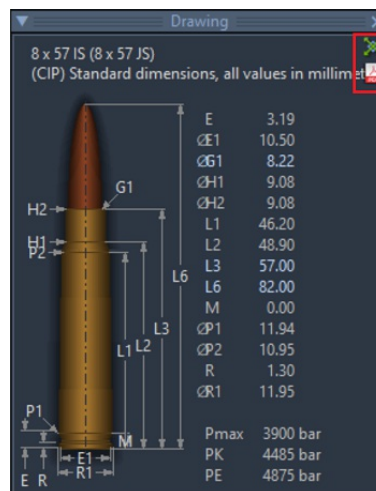 Drawing
8 x 57 IS (8 x 57 JS)
(CIP) Standard dimensions, all values in millimet
E 3.19
ØE1 10.50
ØG1 8.22
ØH1 9.08
ØH2 9.08
L1 46.20
L2 48.90
L3 57.00
L6 82.00
M 0.00
ØP1 11.94
ØP2 10.95
R 1.30
ØR1 11.95
Pmax 3900 bar
PK 4485 bar
PE 4875 bar
G1
H2
H1
P2
L6
L3
L1 L2
P1
M
E1
R1
E R